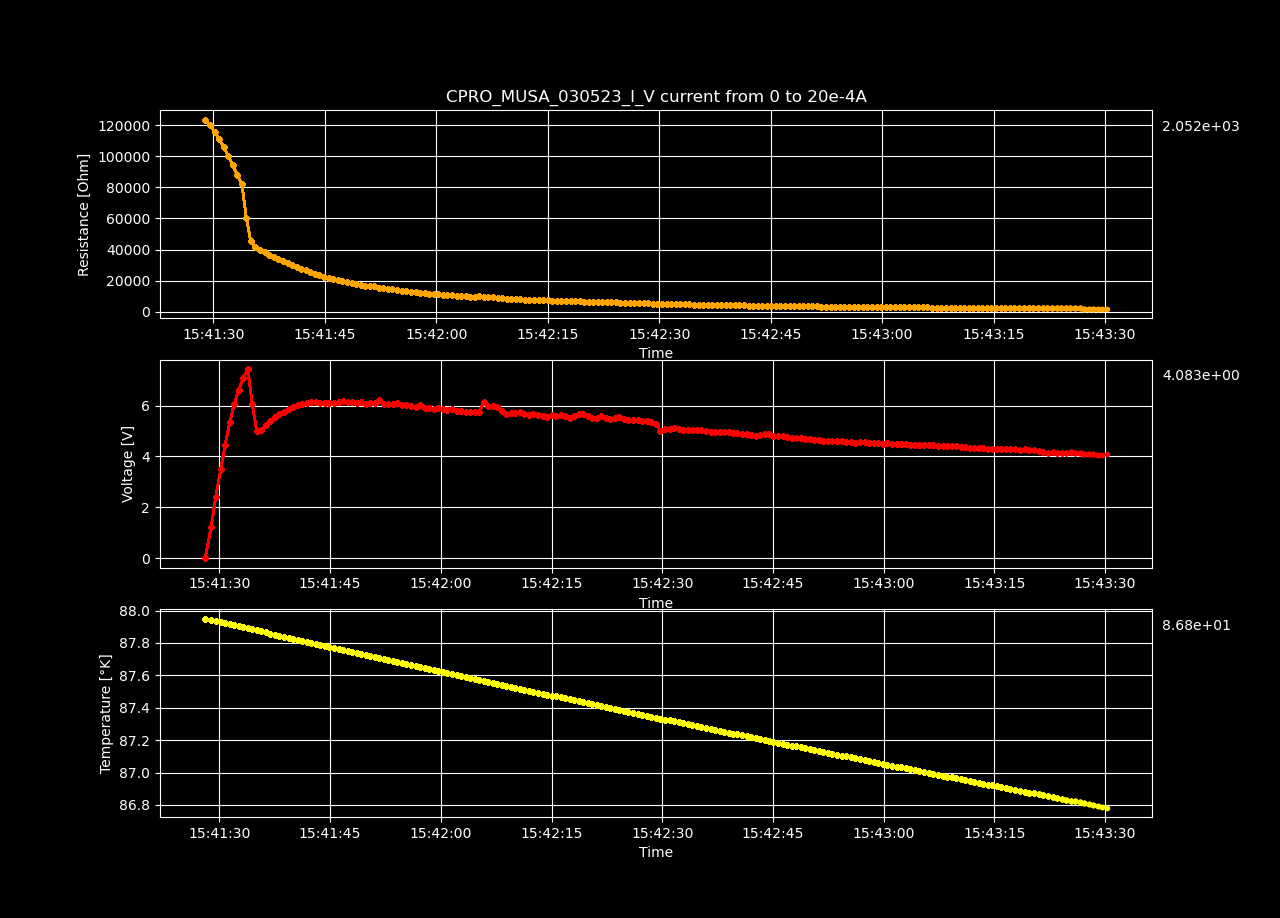 CPRO_MUSA_030523_I_V current from 0 to 20e-4A
2.052e+03
Resistance [Ohm]
120000
100000
80000
60000
40000
20000
0
15:41:30 15:41:45 15:42:00 15:42:15 15:42:30 15:42:45 15:43:00 15:43:15 15:43:30
Time
4.083e+00
Voltage [V]
6
4
2
0
15:41:30 15:41:45 15:42:00 15:42:15 15:42:30 15:42:45 15:43:00 15:43:15 15:43:30
Time
8.68e+01
Temperature [°K]
88.0
87.8
87.6
87.4
87.2
87.0
86.8
15:41:30 15:41:45 15:42:00 15:42:15 15:42:30 15:42:45 15:43:00 15:43:15 15:43:30
Time